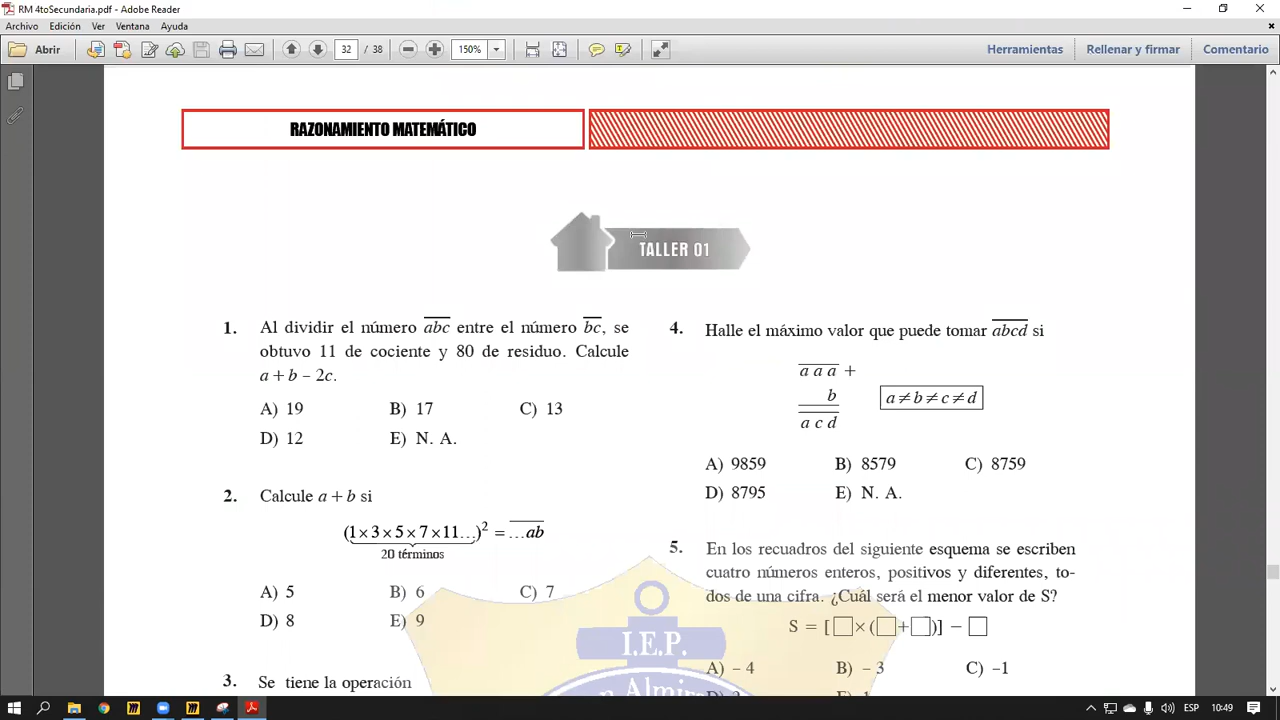 RM 4toSecundaria.pdf - Adobe Reader
Archivo Edición Ver Ventana Ayuda
Abrir 32 / 38 150% Herramientas Rellenar y firmar Comentario
RAZONAMIENTO MATEMÁTICO
TALLER 01
1. Al dividir el número abc entre el número bc, se
obtuvo 11 de cociente y 80 de residuo. Calcule
a + b – 2c.
A) 19 B) 17 C) 13
D) 12 E) N. A.
2. Calcule a + b si
(1 × 3 × 5 × 7 × 11...)² = ...ab
20 términos
A) 5 B) 6 C) 7
D) 8 E) 9
3. Se tiene la operación
4. Halle el máximo valor que puede tomar abcd si
a a a +
b
a c d
a ≠ b ≠ c ≠ d
A) 9859 B) 8579 C) 8759
D) 8795 E) N. A.
5. En los recuadros del siguiente esquema se escriben
cuatro números enteros, positivos y diferentes, to-
dos de una cifra. ¿Cuál será el menor valor de S?
S = [□ × (□ + □)] − □
A) – 4 B) – 3 C) –1
I.E.P.
ESP 10:49